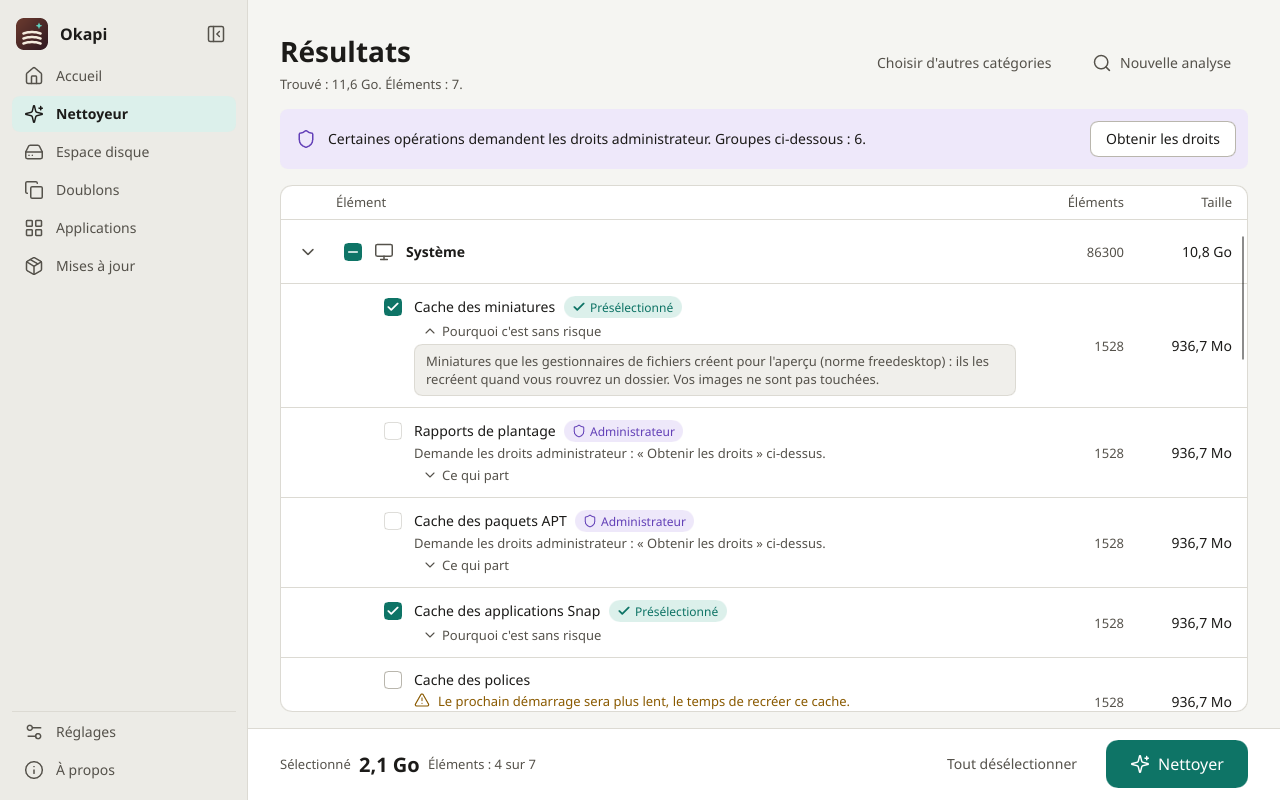 Okapi
Accueil
Nettoyeur
Espace disque
Doublons
Applications
Mises à jour
Réglages
À propos
Résultats
Trouvé : 11,6 Go. Éléments : 7.
Choisir d'autres catégories
Nouvelle analyse
Certaines opérations demandent les droits administrateur. Groupes ci-dessous : 6.
Obtenir les droits
Élément Éléments Taille
Système 86300 10,8 Go
Cache des miniatures Présélectionné
Pourquoi c'est sans risque
Miniatures que les gestionnaires de fichiers créent pour l'aperçu (norme freedesktop) : ils les
recréent quand vous rouvrez un dossier. Vos images ne sont pas touchées.
1528 936,7 Mo
Rapports de plantage Administrateur
Demande les droits administrateur : « Obtenir les droits » ci-dessus.
Ce qui part
1528 936,7 Mo
Cache des paquets APT Administrateur
Demande les droits administrateur : « Obtenir les droits » ci-dessus.
Ce qui part
1528 936,7 Mo
Cache des applications Snap Présélectionné
Pourquoi c'est sans risque
1528 936,7 Mo
Cache des polices
Le prochain démarrage sera plus lent, le temps de recréer ce cache.
1528 936,7 Mo
Sélectionné 2,1 Go Éléments : 4 sur 7
Tout désélectionner
Nettoyer